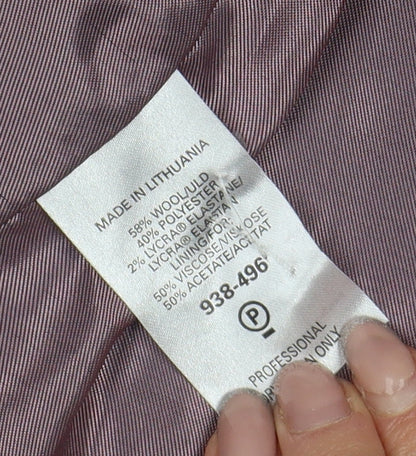 MADE IN LITHUANIA
58% WOOL/ULD
40% POLYESTER
2% LYCRA® ELASTANE/
LYCRA® ELASTAN
LINING/FOR:
50% VISCOSE/VISKOSE
50% ACETATE/ACETAT
938-496
P
PROFESSIONAL
ONLY